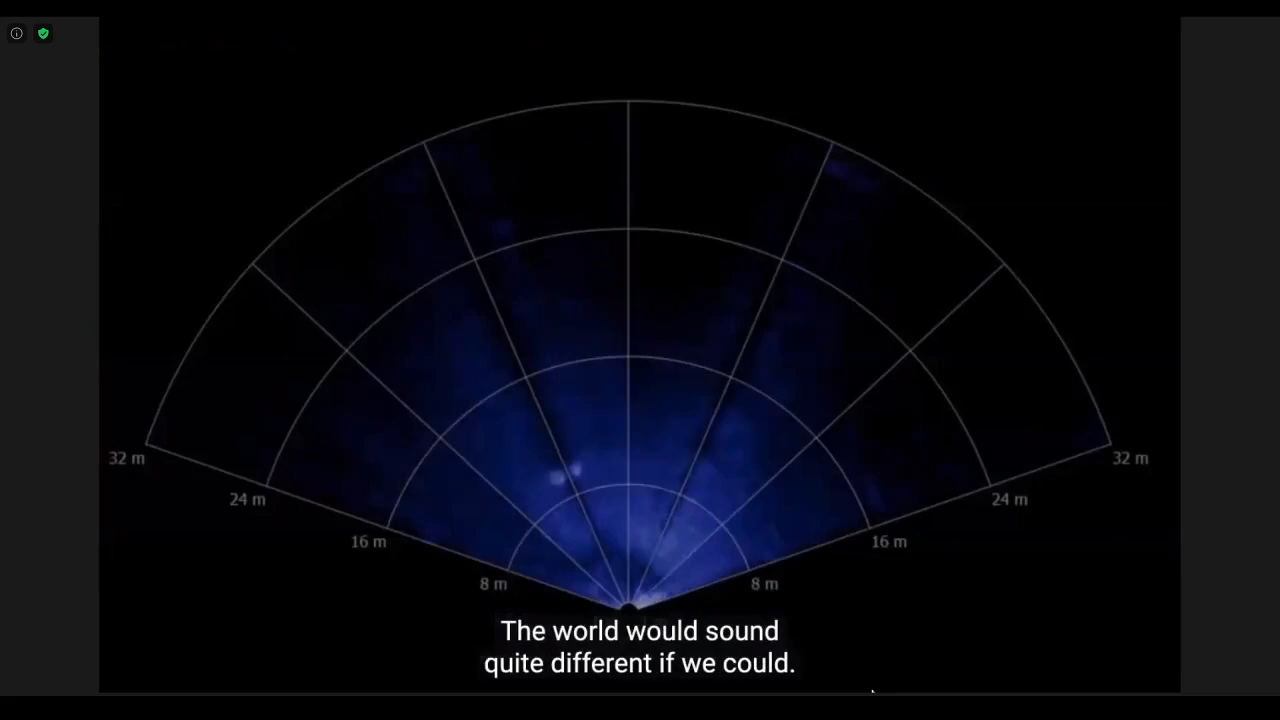 32 m
32 m
24 m
24 m
16 m
16 m
8 m
8 m
The world would sound
quite different if we could.